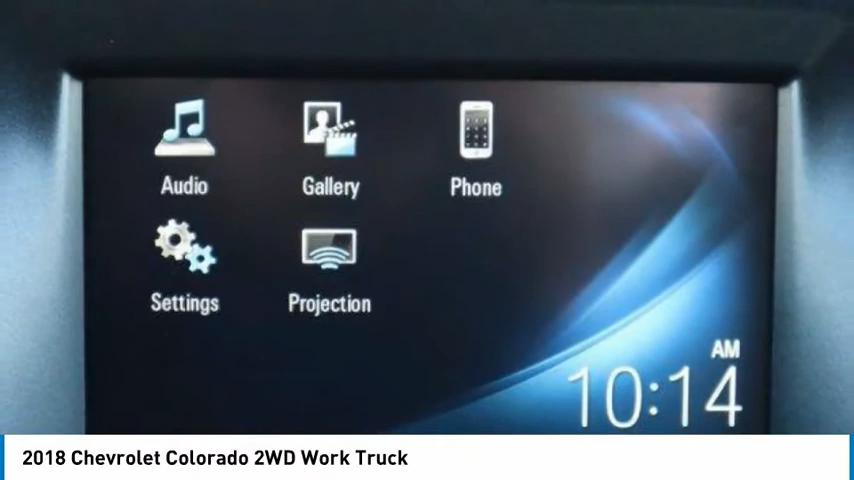 Audio
Gallery
Phone
Settings
Projection
AM
10:14
2018 Chevrolet Colorado 2WD Work Truck